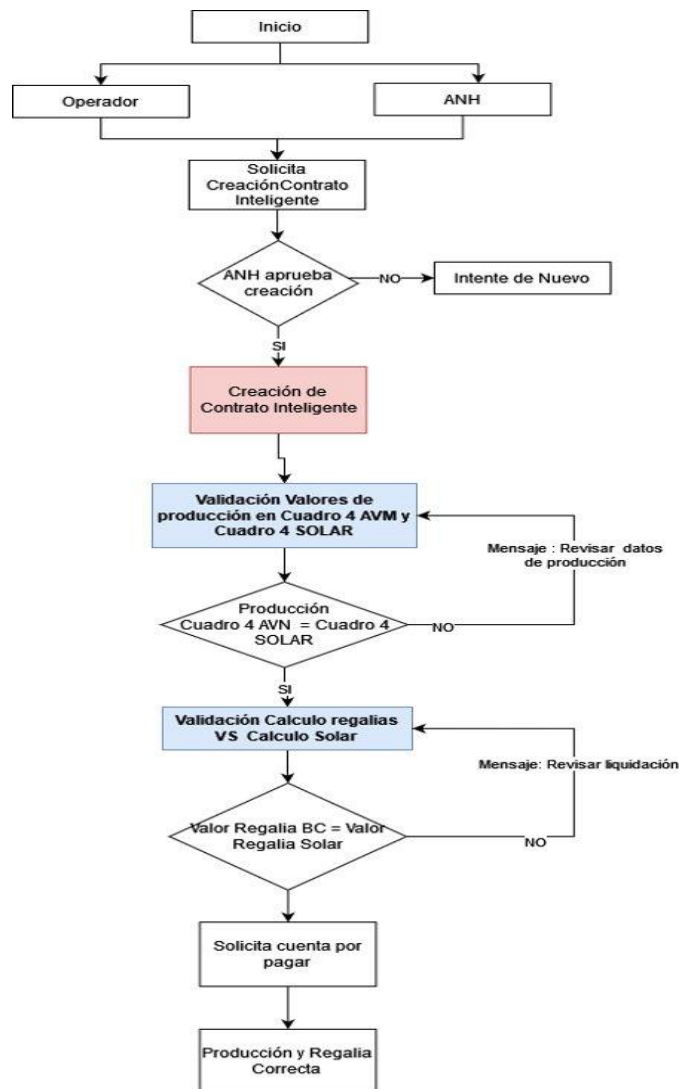 Inicio
Operador
ANH
Solicita
CreaciónContrato
Inteligente
ANH aprueba
creación
NO
Intente de Nuevo
SI
Creación de
Contrato Inteligente
Validación Valores de
producción en Cuadro 4 AVM y
Cuadro 4 SOLAR
Mensaje : Revisar datos
de producción
Producción
Cuadro 4 AVN = Cuadro 4
SOLAR
NO
SI
Validación Calculo regalias
VS Calculo Solar
Mensaje: Revisar liquidación
Valor Regalia BC = Valor
Regalia Solar
NO
Solicita cuenta por
pagar
Producción y Regalia
Correcta